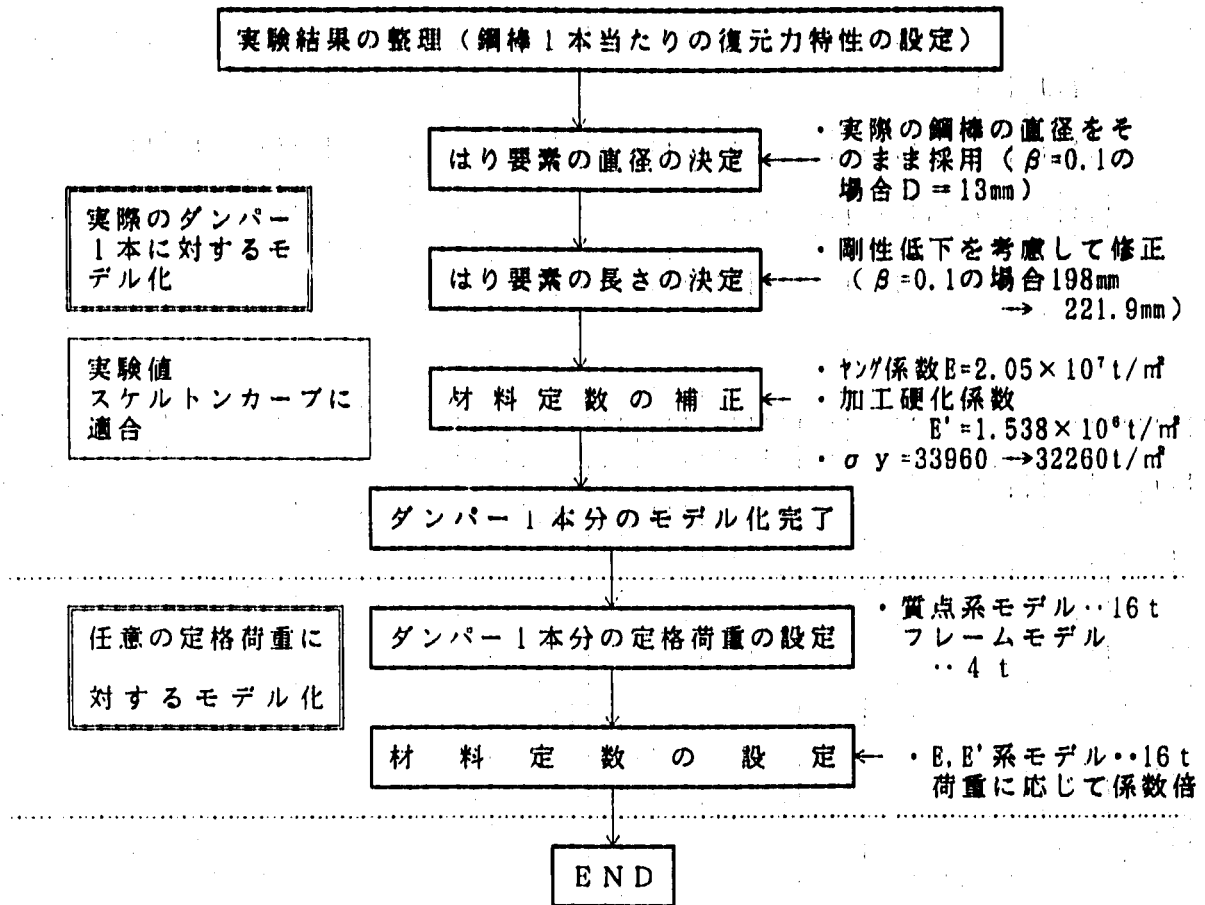 実験結果の整理(鋼棒1本当たりの復元力特性の設定)
はり要素の直径の決定
・実際の鋼棒の直径をそ
のまま採用(β=0.1の
場合D=13mm)
実際のダンパー
1本に対するモ
デル化
はり要素の長さの決定
・剛性低下を考慮して修正
(β=0.1の場合198mm
→ 221.9mm)
実験値
スケルトンカーブに
適合
材料定数の補正
・ヤング係数E=2.05×10⁷t/㎡
・加工硬化係数
E'=1.538×10⁶t/㎡
・σy=33960→32260t/㎡
ダンパー1本分のモデル化完了
任意の定格荷重に
対するモデル化
ダンパー1本分の定格荷重の設定
・質点系モデル‥16t
フレームモデル
‥4t
材料定数の設定
・E,E'系モデル‥16t
荷重に応じて係数倍
END